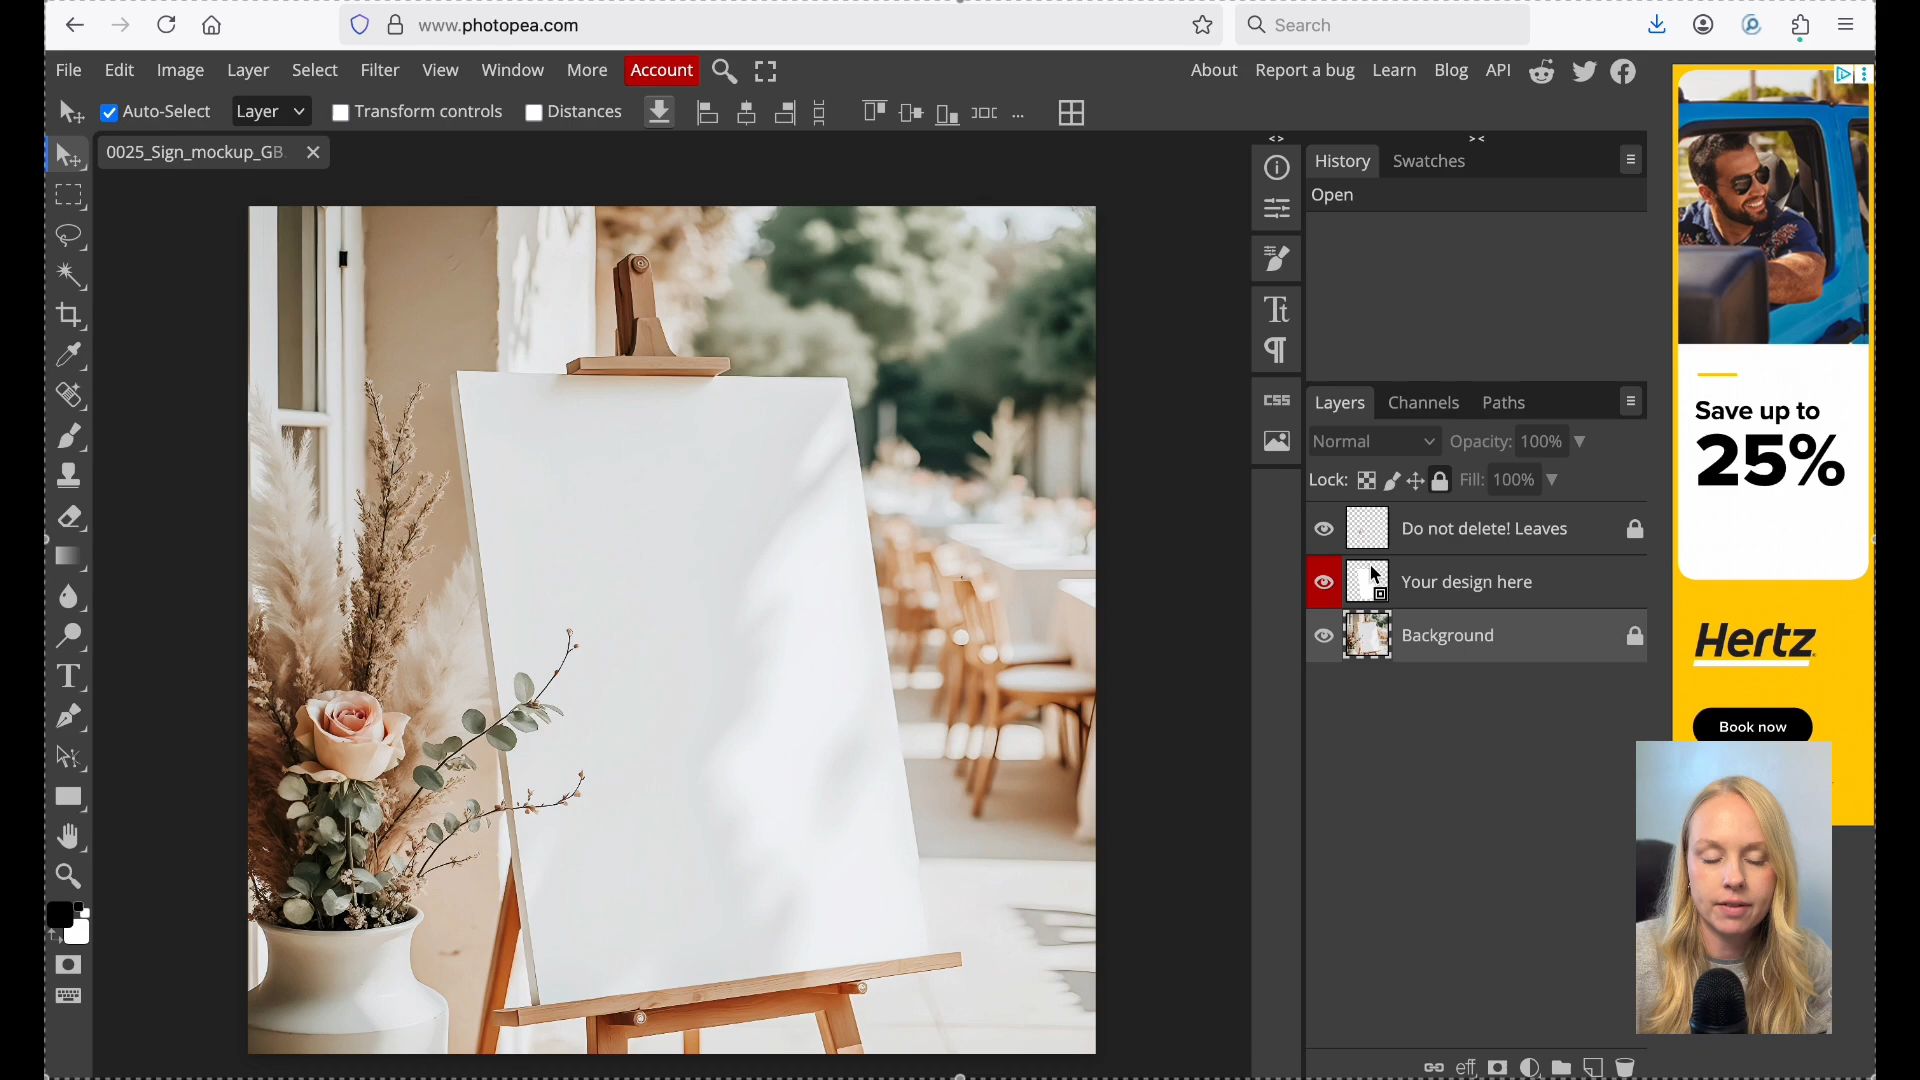 www.photopea.com
Search
File Edit Image Layer Select Filter View Window More Account
About Report a bug Learn Blog API
Auto-Select Layer Transform controls Distances ...
0025_Sign_mockup_GB
<> ><
History Swatches
Open
CSS
Layers Channels Paths
Normal Opacity: 100%
Lock: Fill: 100%
Do not delete! Leaves
Your design here
Background
eff
Save up to
25%
Hertz
Book now